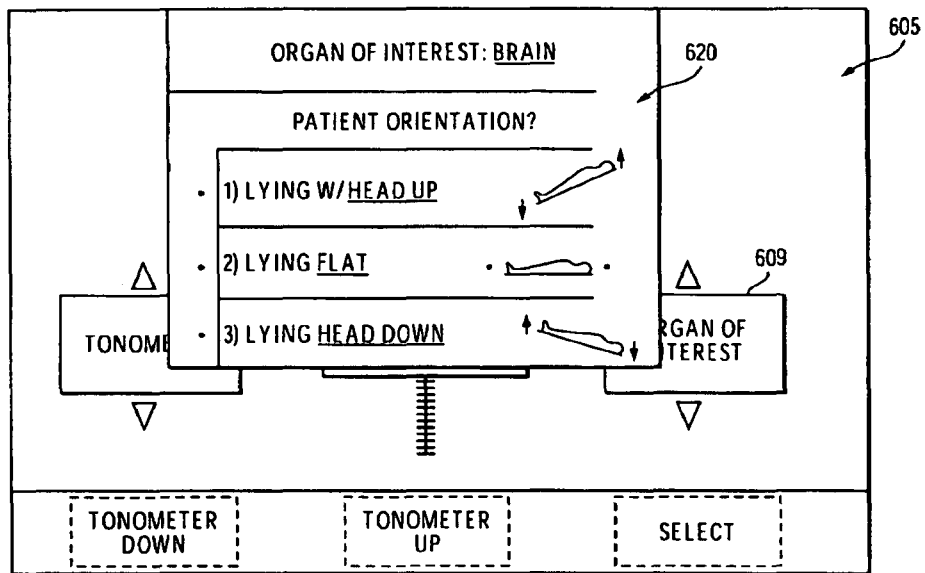 605
ORGAN OF INTEREST: BRAIN
620
PATIENT ORIENTATION?
• 1) LYING W/HEAD UP
• 2) LYING FLAT
609
• 3) LYING HEAD DOWN
TONOME
RGAN OF
TEREST
TONOMETER
DOWN
TONOMETER
UP
SELECT